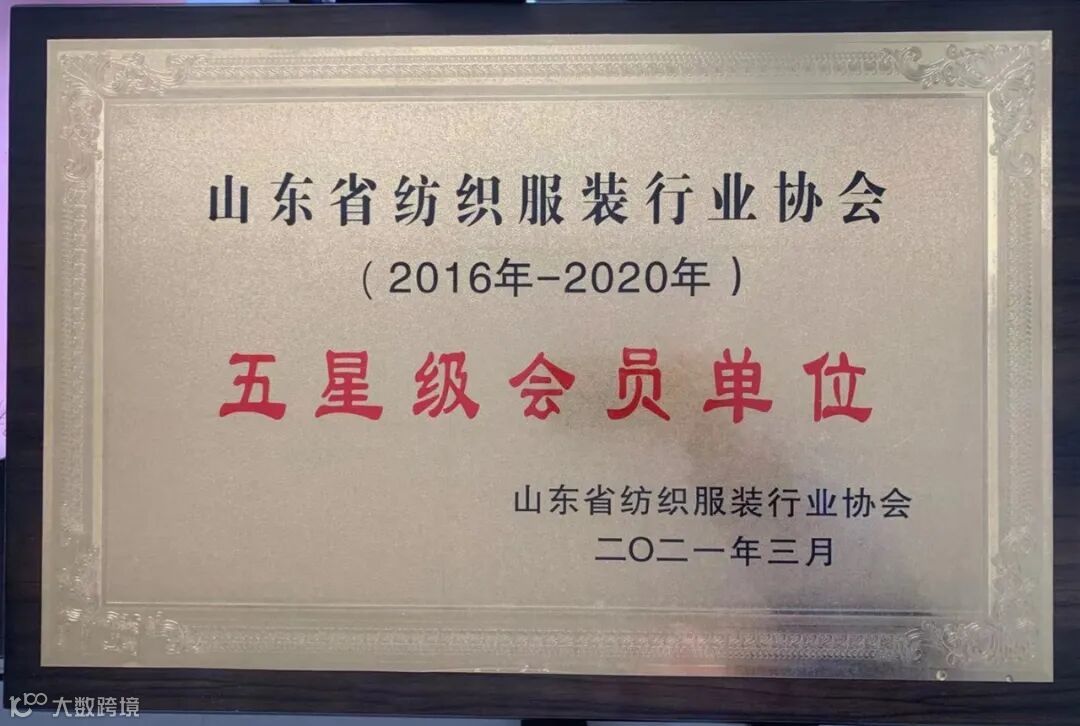 山东省纺织服装行业协会
（2016年-2020年）
五星级会员单位
山东省纺织服装行业协会
二〇二一年三月
大数跨境